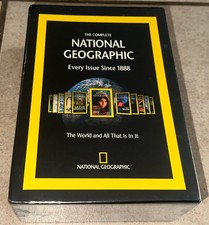 THE COMPLETE
NATIONAL
GEOGRAPHIC
Every Issue Since 1888
The World and All That Is In It
NATIONAL GEOGRAPHIC